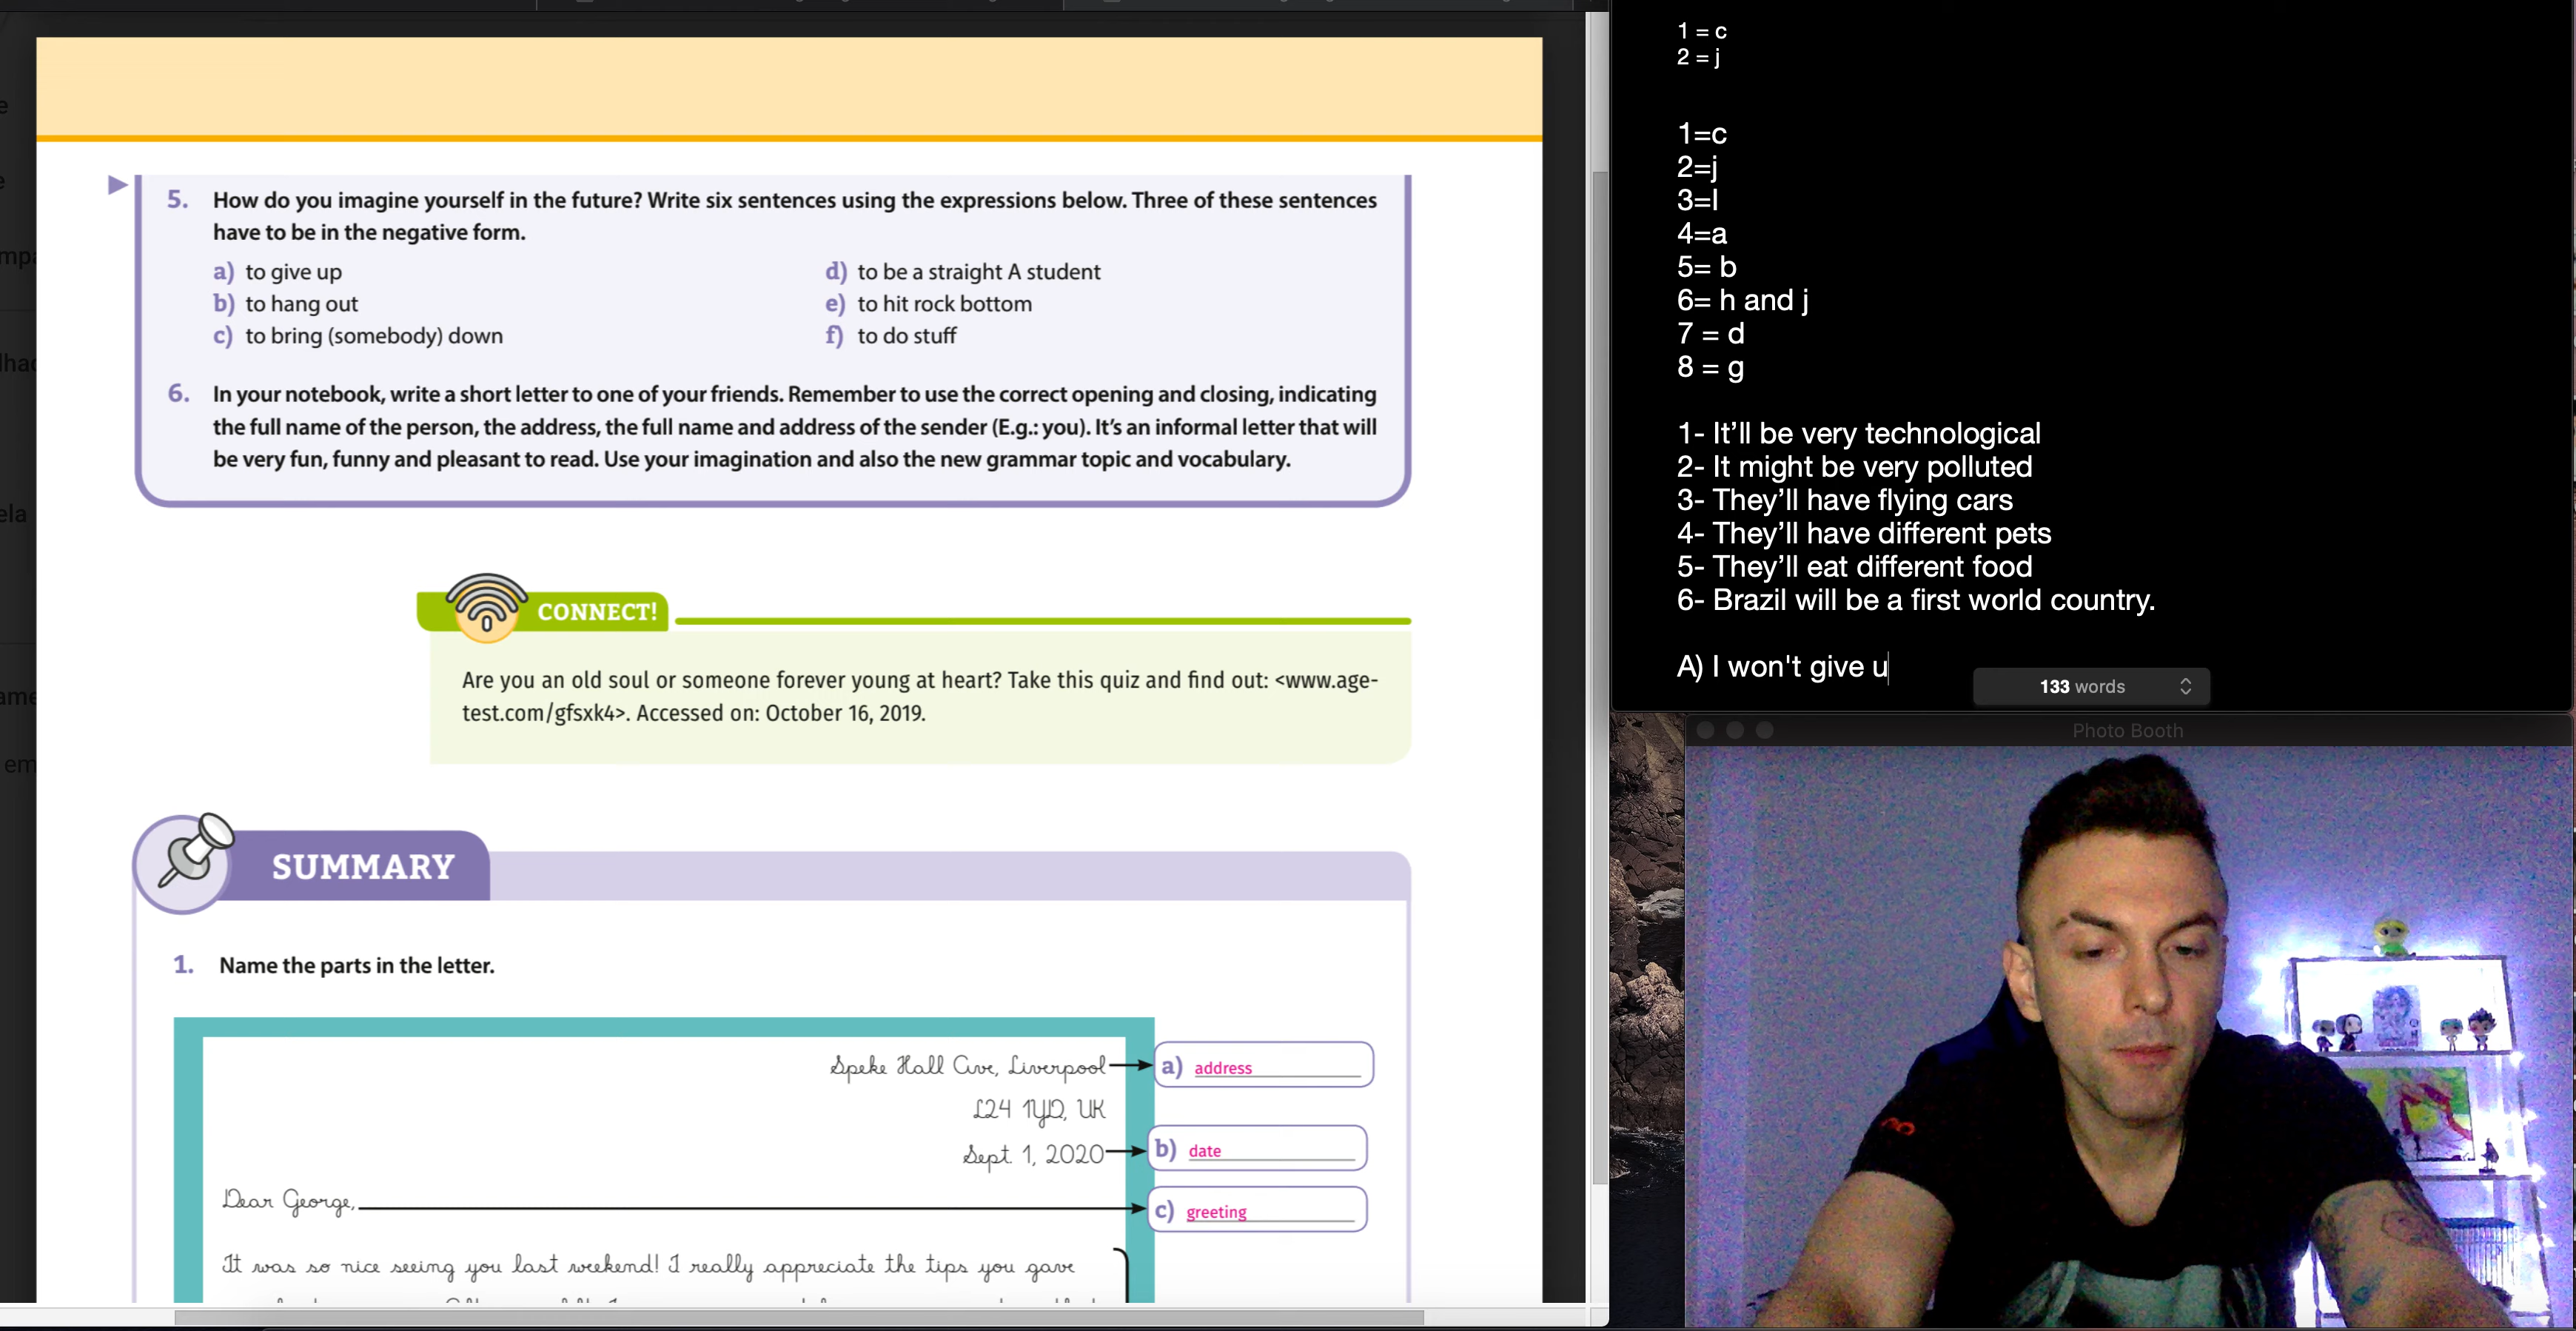 5. How do you imagine yourself in the future? Write six sentences using the expressions below. Three of these sentences
have to be in the negative form.
a) to give up
b) to hang out
c) to bring (somebody) down
d) to be a straight A student
e) to hit rock bottom
f) to do stuff
6. In your notebook, write a short letter to one of your friends. Remember to use the correct opening and closing, indicating
the full name of the person, the address, the full name and address of the sender (E.g.: you). It's an informal letter that will
be very fun, funny and pleasant to read. Use your imagination and also the new grammar topic and vocabulary.
CONNECT!
Are you an old soul or someone forever young at heart? Take this quiz and find out: <www.age-
test.com/gfsxk4>. Accessed on: October 16, 2019.
SUMMARY
1. Name the parts in the letter.
Speke Hall Ave, Liverpool
a) address
L24 1YD, UK
Sept. 1, 2020
b) date
Dear George,
c) greeting
It was so nice seeing you last weekend! I really appreciate the tips you gave
1 = c
2 = j
1=c
2=j
3=l
4=a
5= b
6= h and j
7 = d
8 = g
1- It’ll be very technological
2- It might be very polluted
3- They’ll have flying cars
4- They’ll have different pets
5- They’ll eat different food
6- Brazil will be a first world country.
A) I won't give u
133 words
Photo Booth